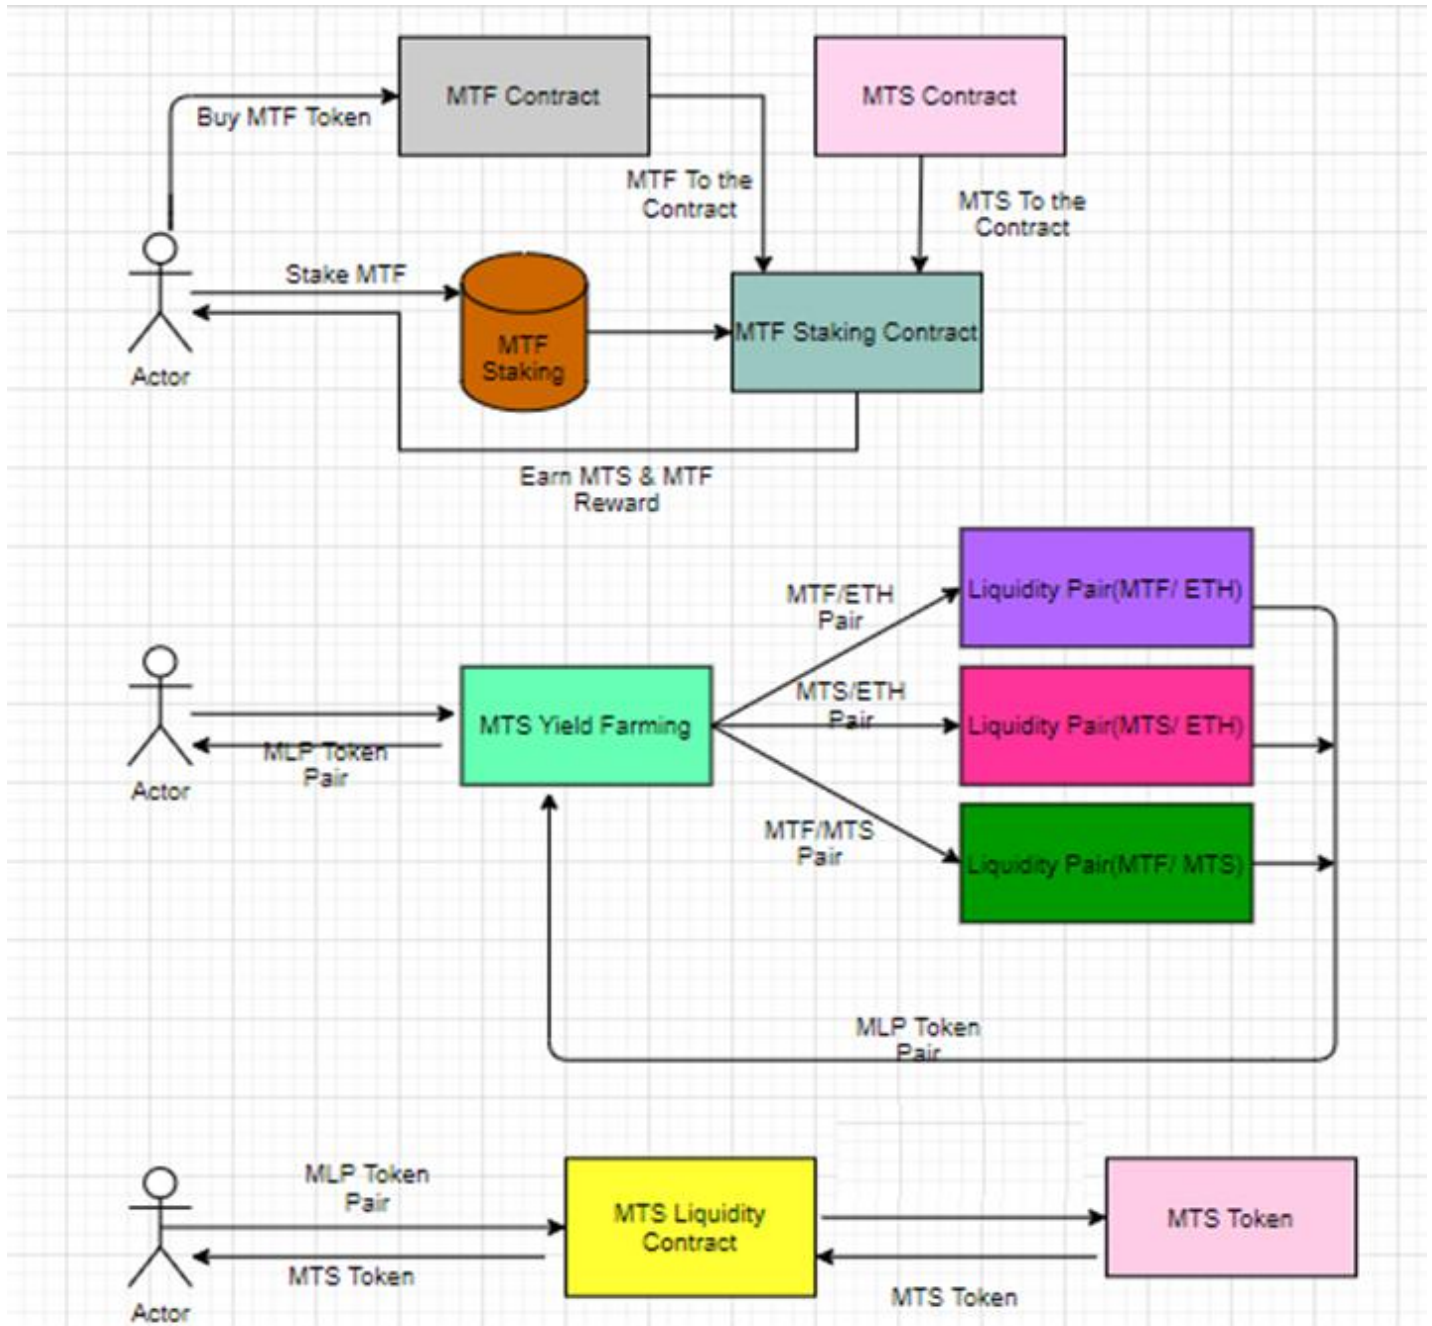 MTF Contract
MTS Contract
Buy MTF Token
MTF To the
Contract
MTS To the
Contract
Stake MTF
MTF
Staking
MTF Staking Contract
Actor
Earn MTS & MTF
Reward
MTF/ETH
Pair
Liquidity Pair(MTF/ ETH)
MTS/ETH
Pair
MTS Yield Farming
Liquidity Pair(MTS/ ETH)
MLP Token
Pair
Actor
MTF/MTS
Pair
Liquidity Pair(MTF/ MTS)
MLP Token
Pair
MLP Token
Pair
MTS Liquidity
Contract
MTS Token
MTS Token
MTS Token
Actor